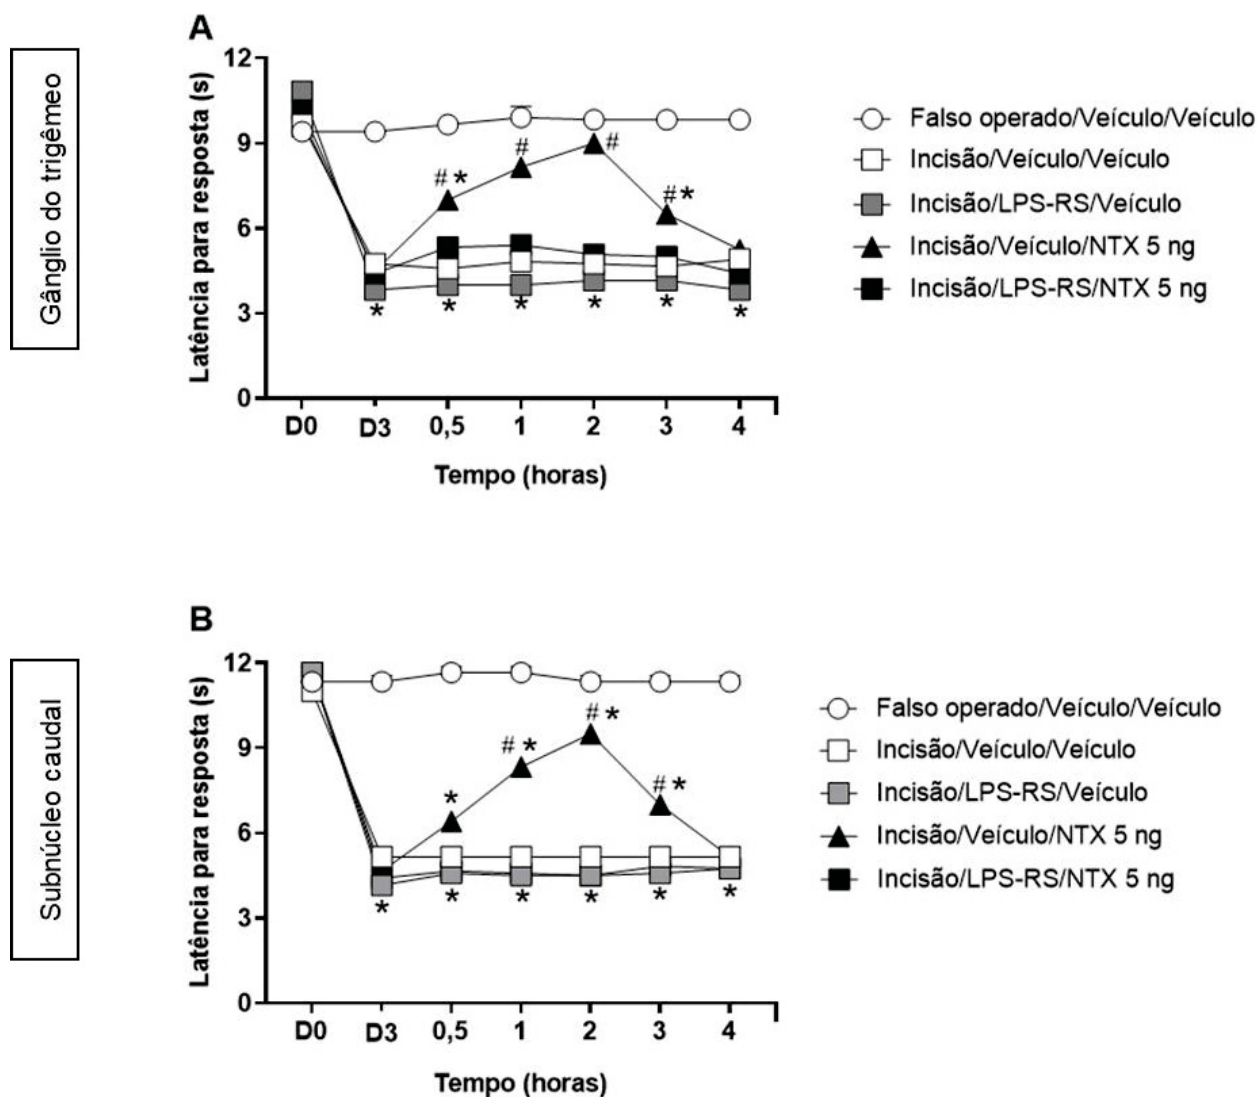 A
Gânglio do trigêmeo
Latência para resposta (s)
12
9
6
3
0
# *
#
#
# *
* * * * * *
D0 D3 0,5 1 2 3 4
Tempo (horas)
Falso operado/Veículo/Veículo
Incisão/Veículo/Veículo
Incisão/LPS-RS/Veículo
Incisão/Veículo/NTX 5 ng
Incisão/LPS-RS/NTX 5 ng
B
Subnúcleo caudal
Latência para resposta (s)
12
9
6
3
0
*
# *
# *
# *
* * * * * *
D0 D3 0,5 1 2 3 4
Tempo (horas)
Falso operado/Veículo/Veículo
Incisão/Veículo/Veículo
Incisão/LPS-RS/Veículo
Incisão/Veículo/NTX 5 ng
Incisão/LPS-RS/NTX 5 ng